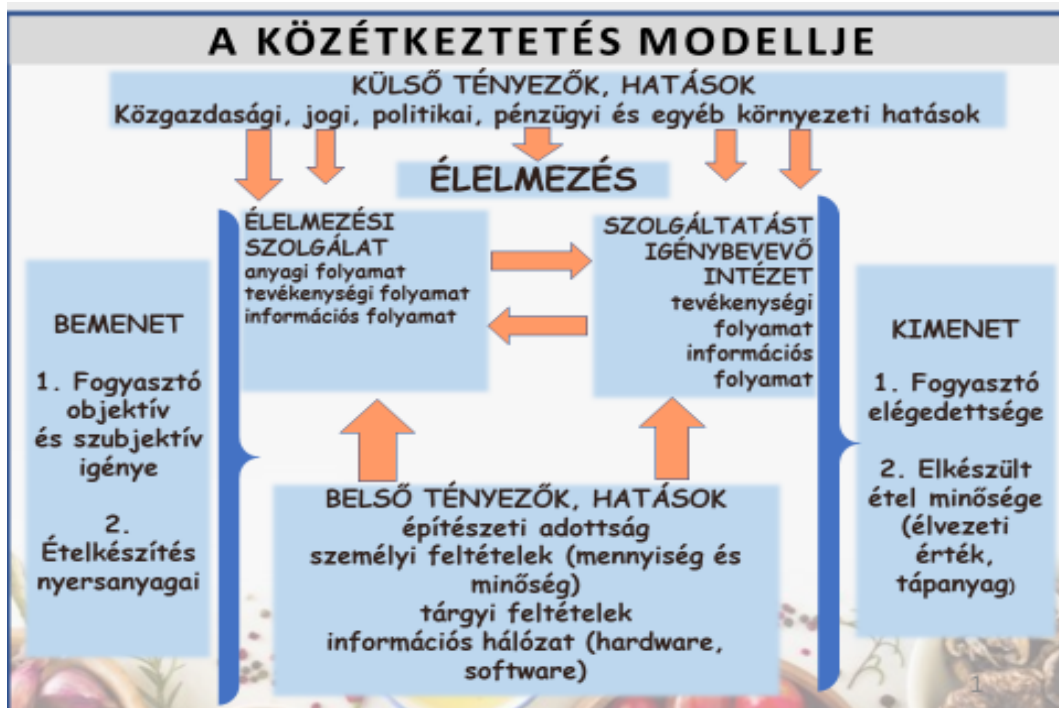 A KÖZÉTKEZTETÉS MODELLJE
KÜLSŐ TÉNYEZŐK, HATÁSOK
Közgazdasági, jogi, politikai, pénzügyi és egyéb környezeti hatások
ÉLELMEZÉS
BEMENET
1. Fogyasztó
objektív
és szubjektív
igénye
2.
Ételkészítés
nyersanyagai
ÉLELMEZÉSI
SZOLGÁLAT
anyagi folyamat
tevékenységi folyamat
információs folyamat
SZOLGÁLTATÁST
IGÉNYBEVEVŐ
INTÉZET
tevékenységi
folyamat
információs
folyamat
BELSŐ TÉNYEZŐK, HATÁSOK
építészeti adottság
személyi feltételek (mennyiség és
minőség)
tárgyi feltételek
információs hálózat (hardware,
software)
KIMENET
1. Fogyasztó
elégedettsége
2. Elkészült
étel minősége
(élvezeti
érték,
tápanyag)
1